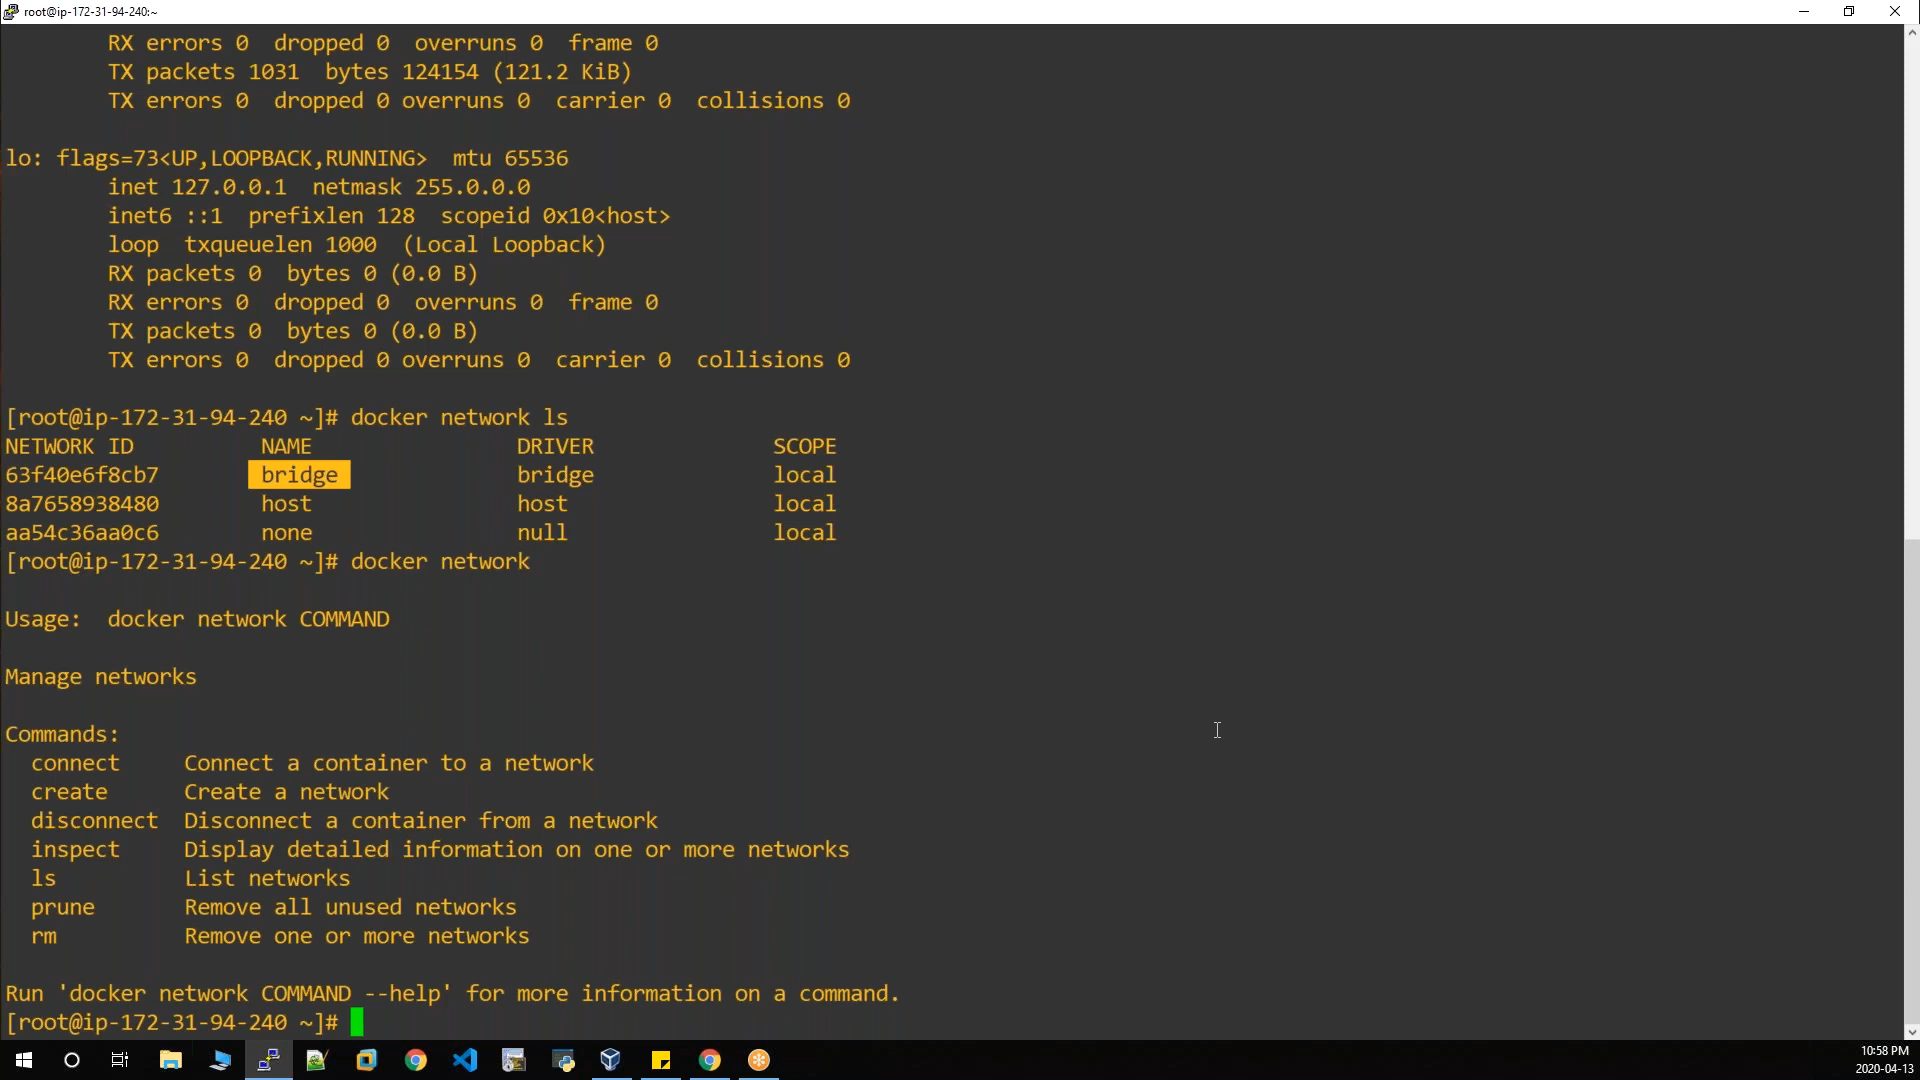 root@ip-172-31-94-240:~
RX errors 0  dropped 0  overruns 0  frame 0
TX packets 1031  bytes 124154 (121.2 KiB)
TX errors 0  dropped 0 overruns 0  carrier 0  collisions 0
lo: flags=73<UP,LOOPBACK,RUNNING>  mtu 65536
inet 127.0.0.1  netmask 255.0.0.0
inet6 ::1  prefixlen 128  scopeid 0x10<host>
loop  txqueuelen 1000  (Local Loopback)
RX packets 0  bytes 0 (0.0 B)
RX errors 0  dropped 0  overruns 0  frame 0
TX packets 0  bytes 0 (0.0 B)
TX errors 0  dropped 0 overruns 0  carrier 0  collisions 0
[root@ip-172-31-94-240 ~]# docker network ls
NETWORK ID          NAME                DRIVER              SCOPE
63f40e6f8cb7        bridge              bridge              local
8a7658938480        host                host                local
aa54c36aa0c6        none                null                local
[root@ip-172-31-94-240 ~]# docker network
Usage:  docker network COMMAND
Manage networks
Commands:
connect     Connect a container to a network
create      Create a network
disconnect  Disconnect a container from a network
inspect     Display detailed information on one or more networks
ls          List networks
prune       Remove all unused networks
rm          Remove one or more networks
Run 'docker network COMMAND --help' for more information on a command.
[root@ip-172-31-94-240 ~]#
10:58 PM
2020-04-13